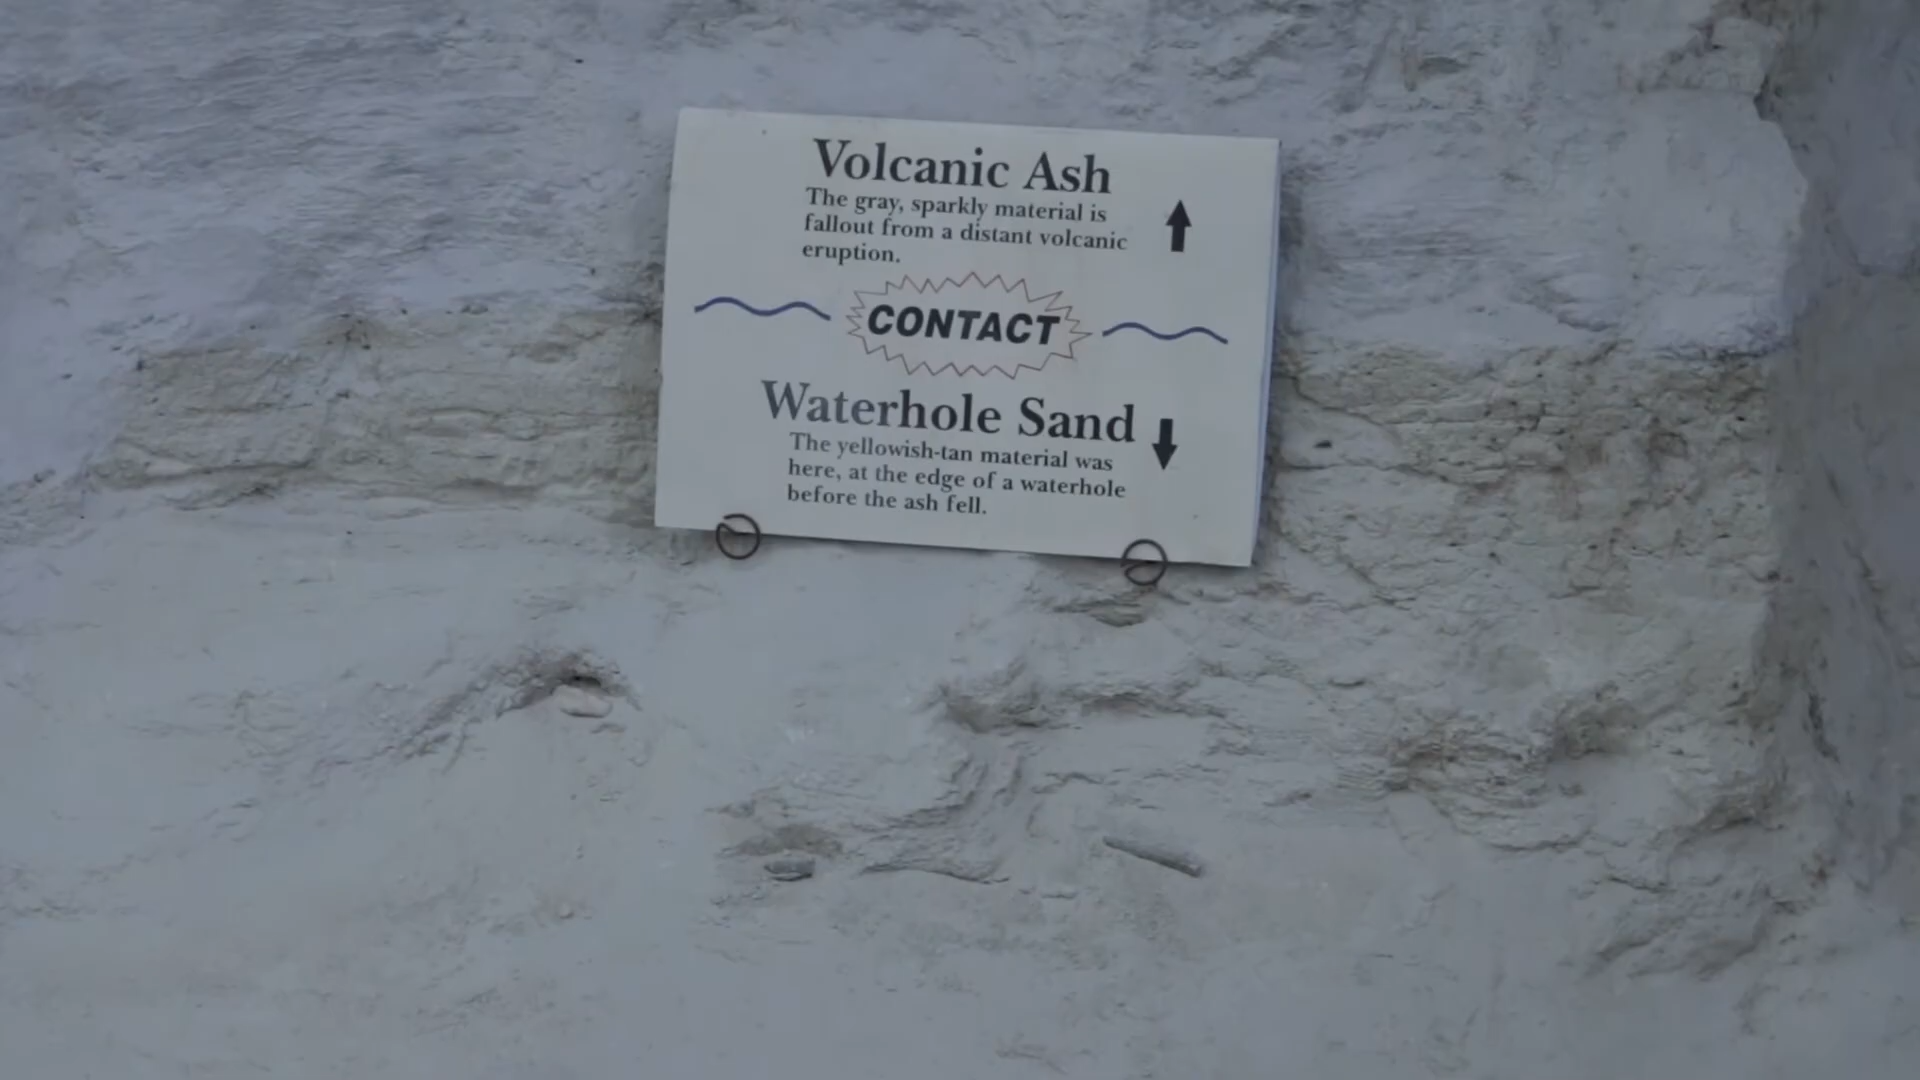 Volcanic Ash
The gray, sparkly material is
fallout from a distant volcanic
eruption.
CONTACT
Waterhole Sand
The yellowish-tan material was
here, at the edge of a waterhole
before the ash fell.